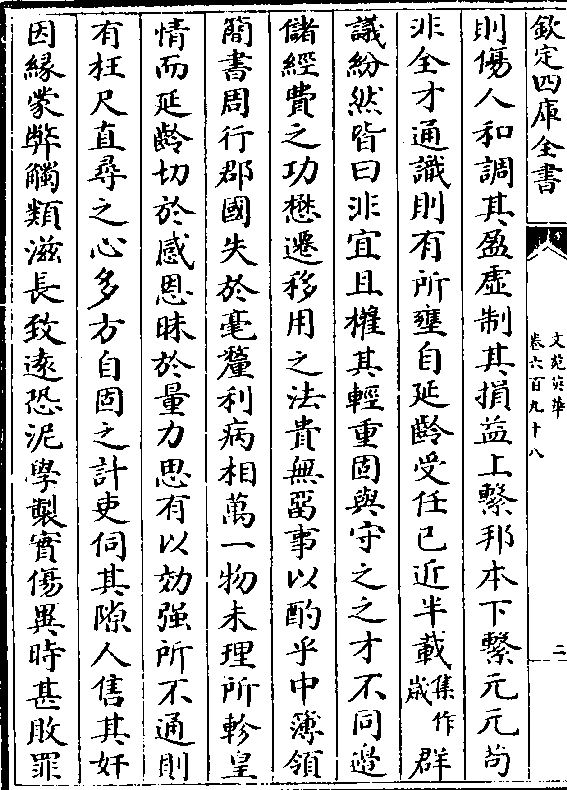 欽定四庫全書
文苑英華
卷六百九十八
二
則傷人和調其盈虛制其損益上繫邦本下繫元元苟
非全才通識則有所壅自延齡受任已近半載集作歲群
議紛然皆曰非宜且權其輕重固與守之之才不同邉
儲經費之功懋遷移用之法貴無曷事以酌乎中簿領
簡書周行郡國失於毫釐利病相萬一物未理所軫皇
情而延齡切於感恩昧於量力思有以効强所不通則
有枉尺直尋之心多方自固之計吏伺其隙人售其奸
因緣蒙弊觸類滋長致逺恐泥學製實傷異時甚敗罪